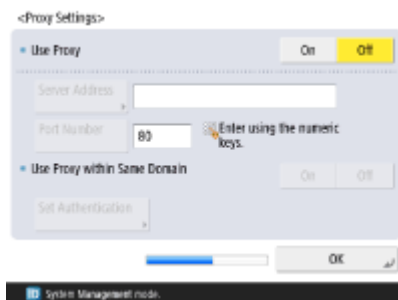 <Proxy Settings>
Use Proxy
On
Off
Server Address
Port Number
80
Enter using the numeric
keys.
Use Proxy within Same Domain
On
Off
Set Authentication
OK
System Management mode.